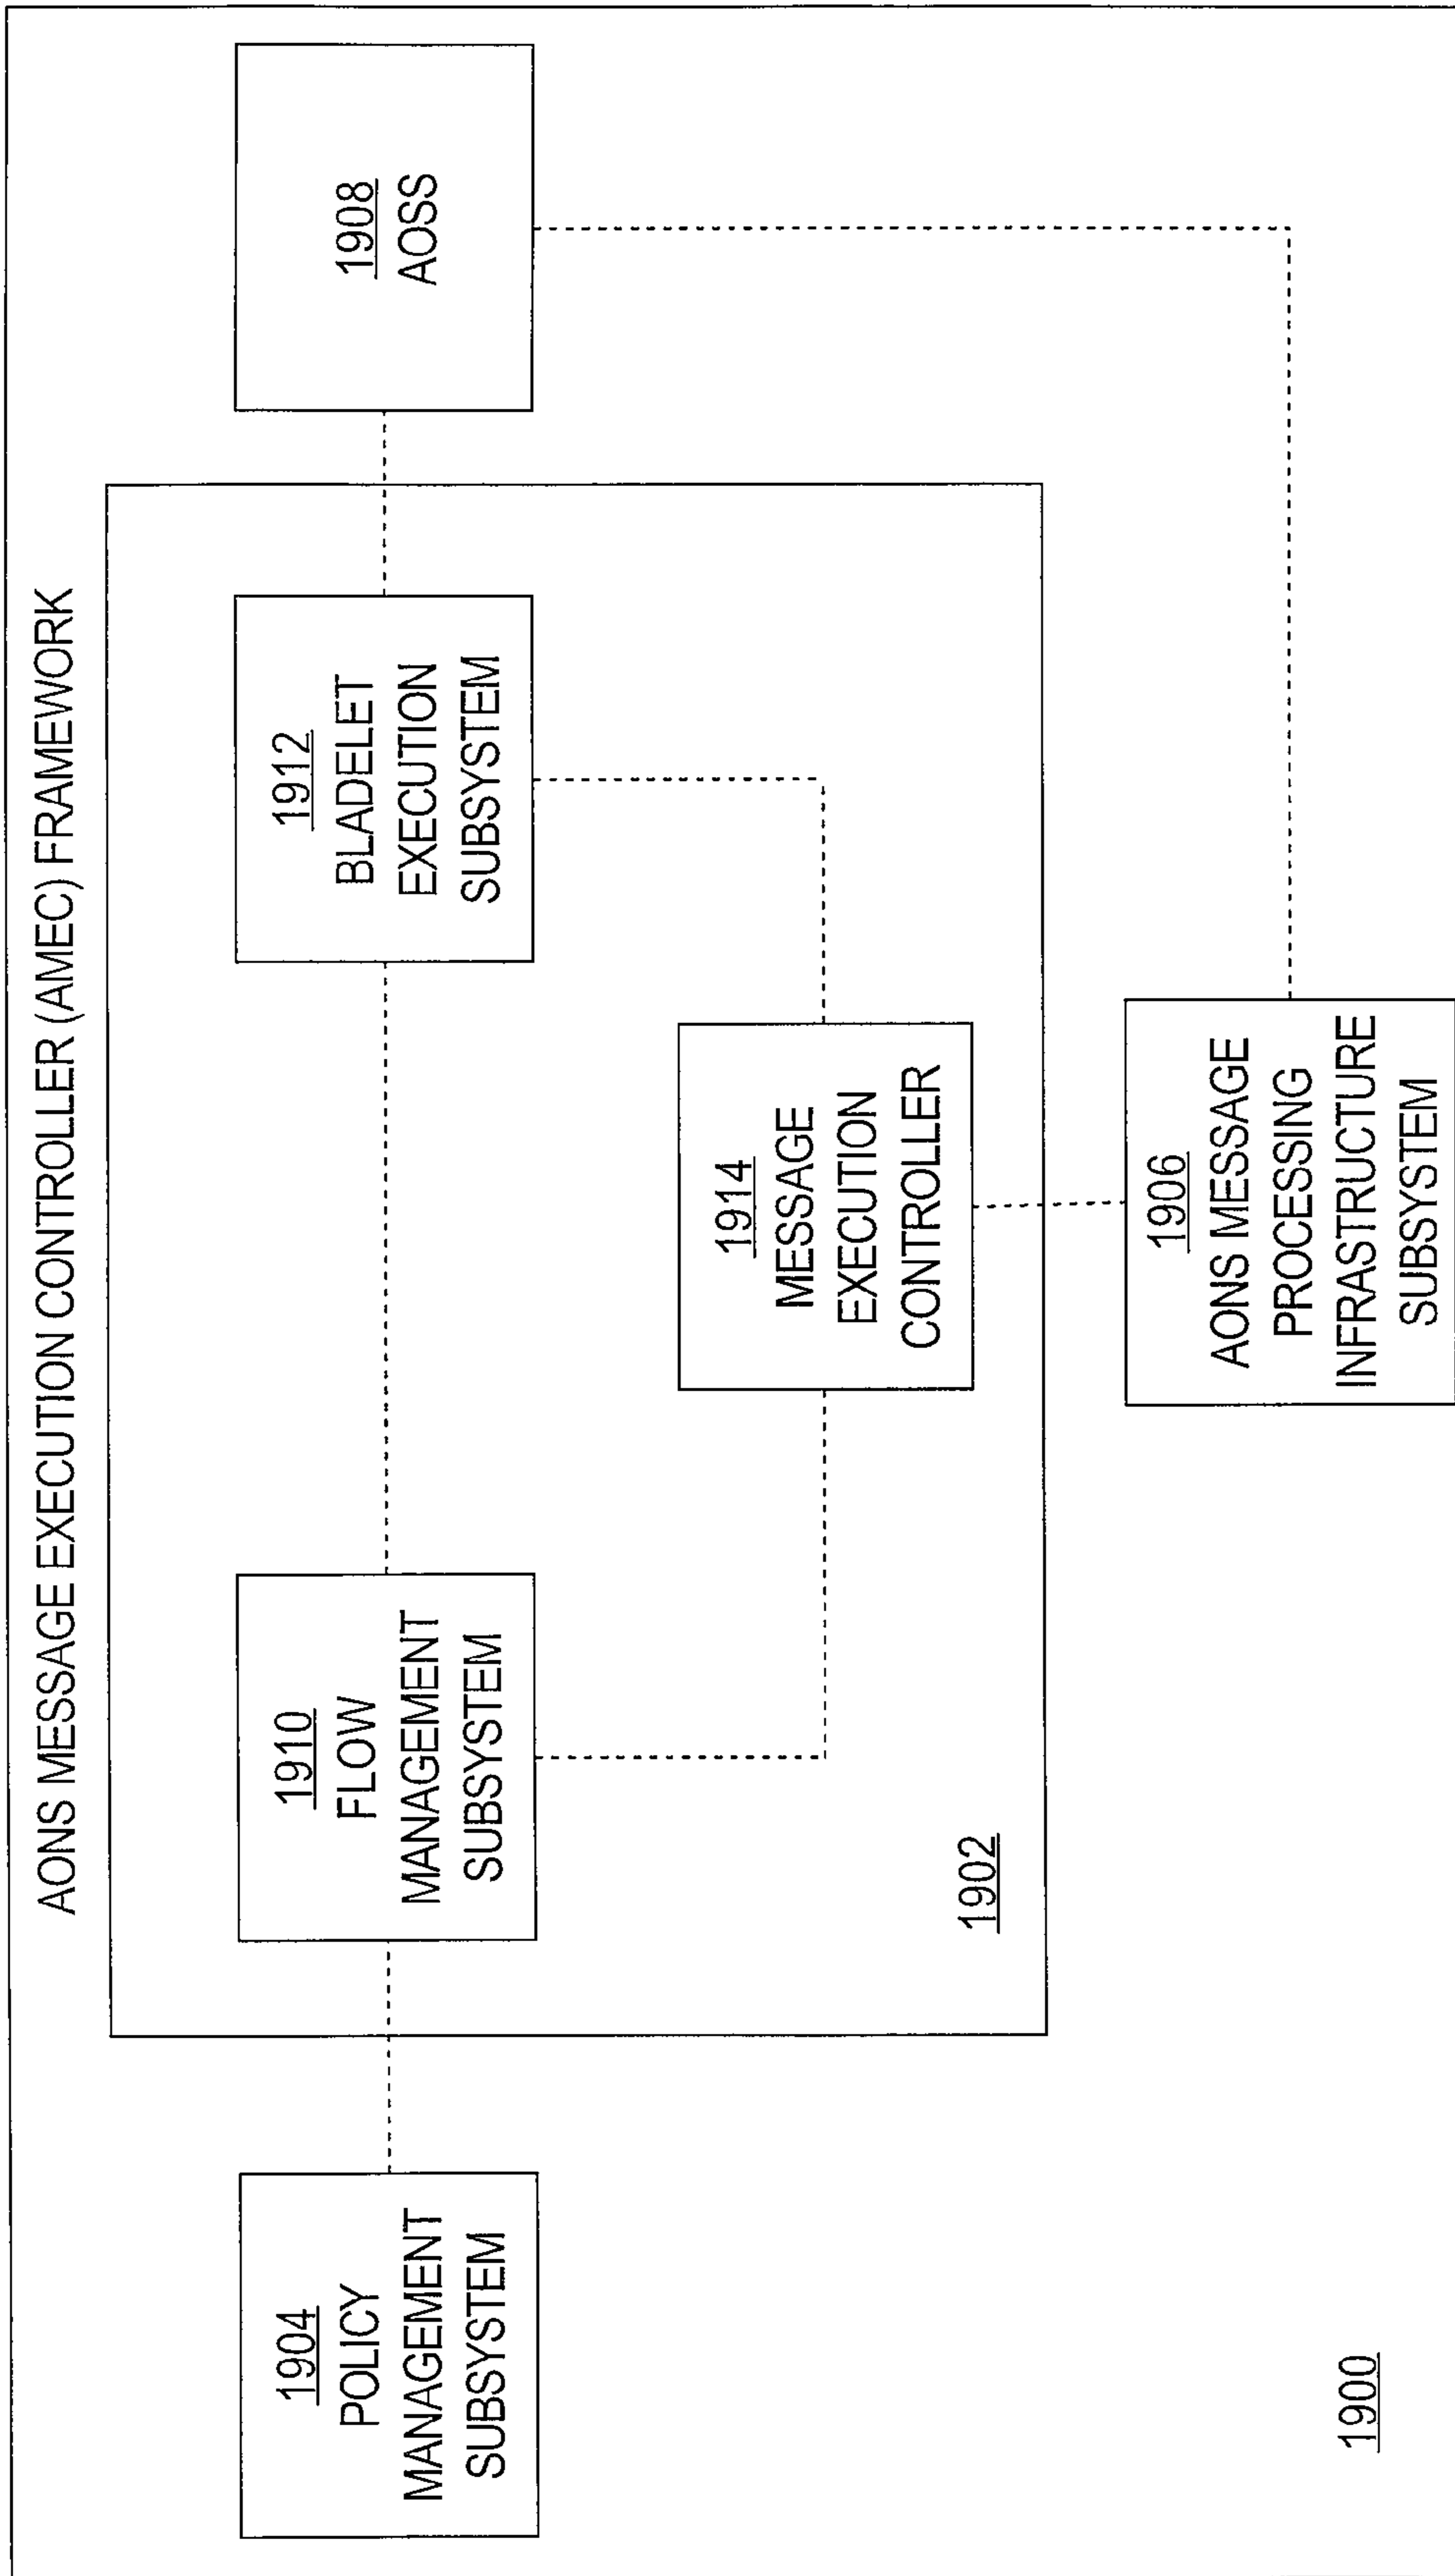 AONS MESSAGE EXECUTION CONTROLLER (AMEC) FRAMEWORK
1904
POLICY
MANAGEMENT
SUBSYSTEM
1910
FLOW
MANAGEMENT
SUBSYSTEM
1912
BLADELET
EXECUTION
SUBSYSTEM
1908
AOSS
1914
MESSAGE
EXECUTION
CONTROLLER
1902
1906
AONS MESSAGE
PROCESSING
INFRASTRUCTURE
SUBSYSTEM
1900